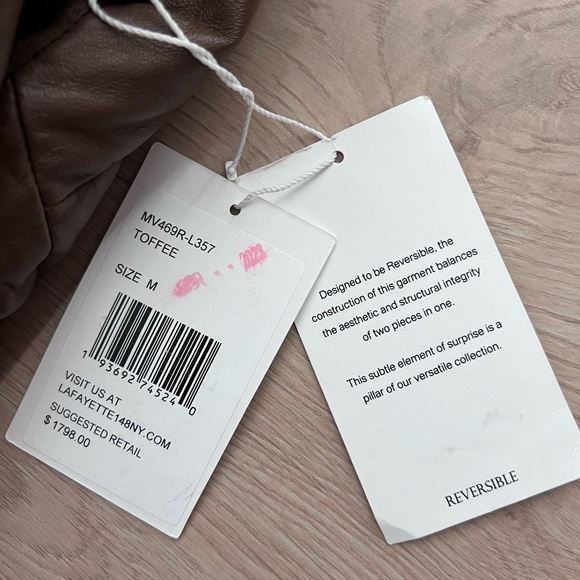 MV469R-L357
TOFFEE
SIZE M
2023
1 93692 74524 0
VISIT US AT
LAFAYETTE148NY.COM
SUGGESTED RETAIL
$ 1798.00
Designed to be Reversible, the
construction of this garment balances
the aesthetic and structural integrity
of two pieces in one.
This subtle element of surprise is a
pillar of our versatile collection.
REVERSIBLE